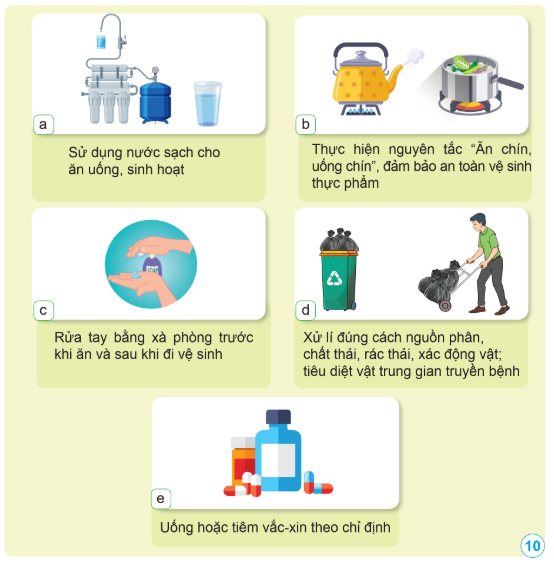 a
Sử dụng nước sạch cho
ăn uống, sinh hoạt
b
Thực hiện nguyên tắc “Ăn chín,
uống chín”, đảm bảo an toàn vệ sinh
thực phẩm
SOAP
c
Rửa tay bằng xà phòng trước
khi ăn và sau khi đi vệ sinh
d
Xử lí đúng cách nguồn phân,
chất thải, rác thải, xác động vật;
tiêu diệt vật trung gian truyền bệnh
e
Uống hoặc tiêm vắc-xin theo chỉ định
10